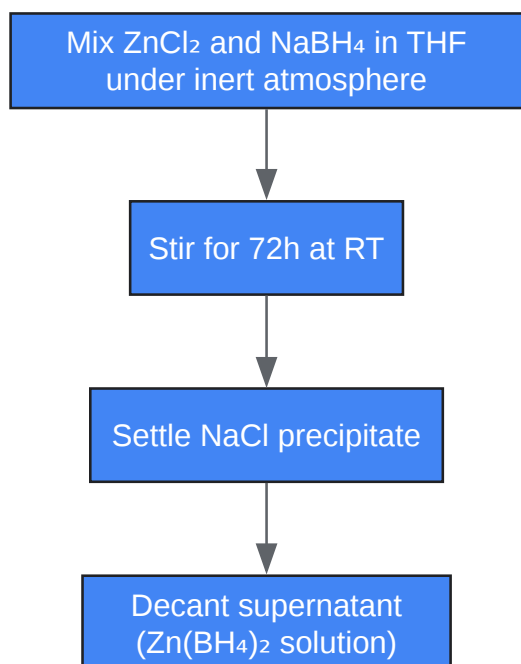 Mix ZnCl₂ and NaBH₄ in THF
under inert atmosphere
Stir for 72h at RT
Settle NaCl precipitate
Decant supernatant
(Zn(BH₄)₂ solution)